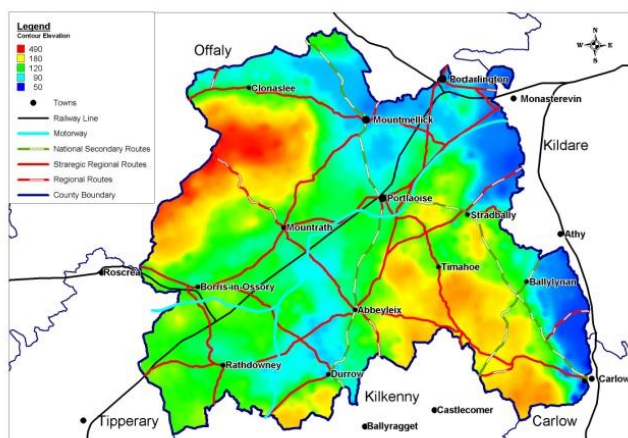 Legend
Contour Elevation
490
180
120
90
50
Towns
Railway Line
Motorway
National Secondary Routes
Straregic Regional Routes
Regional Routes
County Boundary
N
W E
S
Offaly
Clonaslee
Portarlington
Monasterevin
Mountmellick
Kildare
Portlaoise
Stradbally
Mountrath
Athy
Timahoe
Roscrea
Borris-in-Ossory
Ballylynan
Abbeyleix
Rathdowney
Durrow
Carlow
Kilkenny
Castlecomer
Tipperary
Carlow
Ballyragget